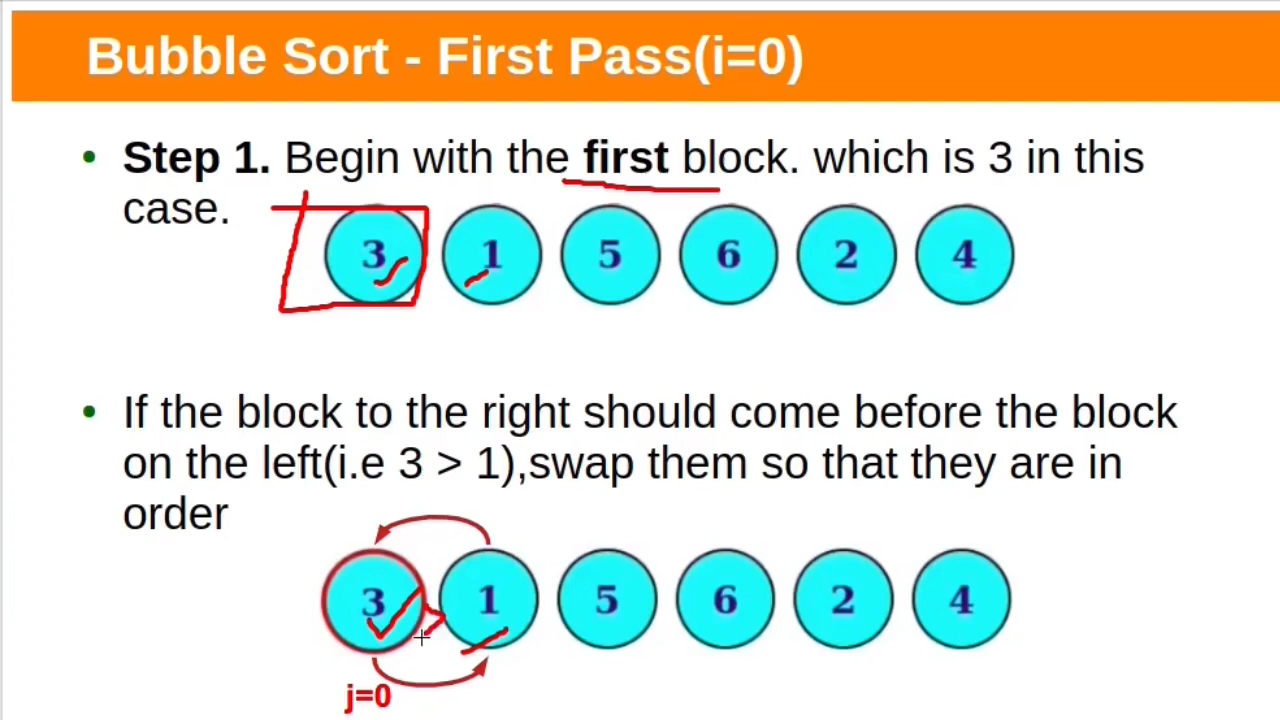 Bubble Sort - First Pass(i=0)
Step 1. Begin with the first block. which is 3 in this
case.
3 1 5 6 2 4
If the block to the right should come before the block
on the left(i.e 3 > 1),swap them so that they are in
order
3 1 5 6 2 4
j=0